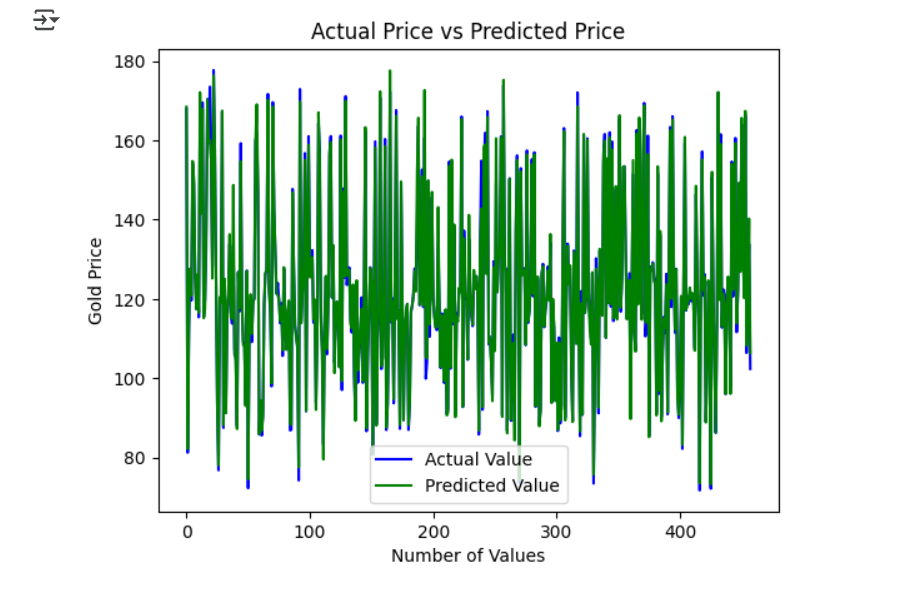 Actual Price vs Predicted Price
180
160
140
120
100
80
Gold Price
Actual Value
Predicted Value
0 100 200 300 400
Number of Values